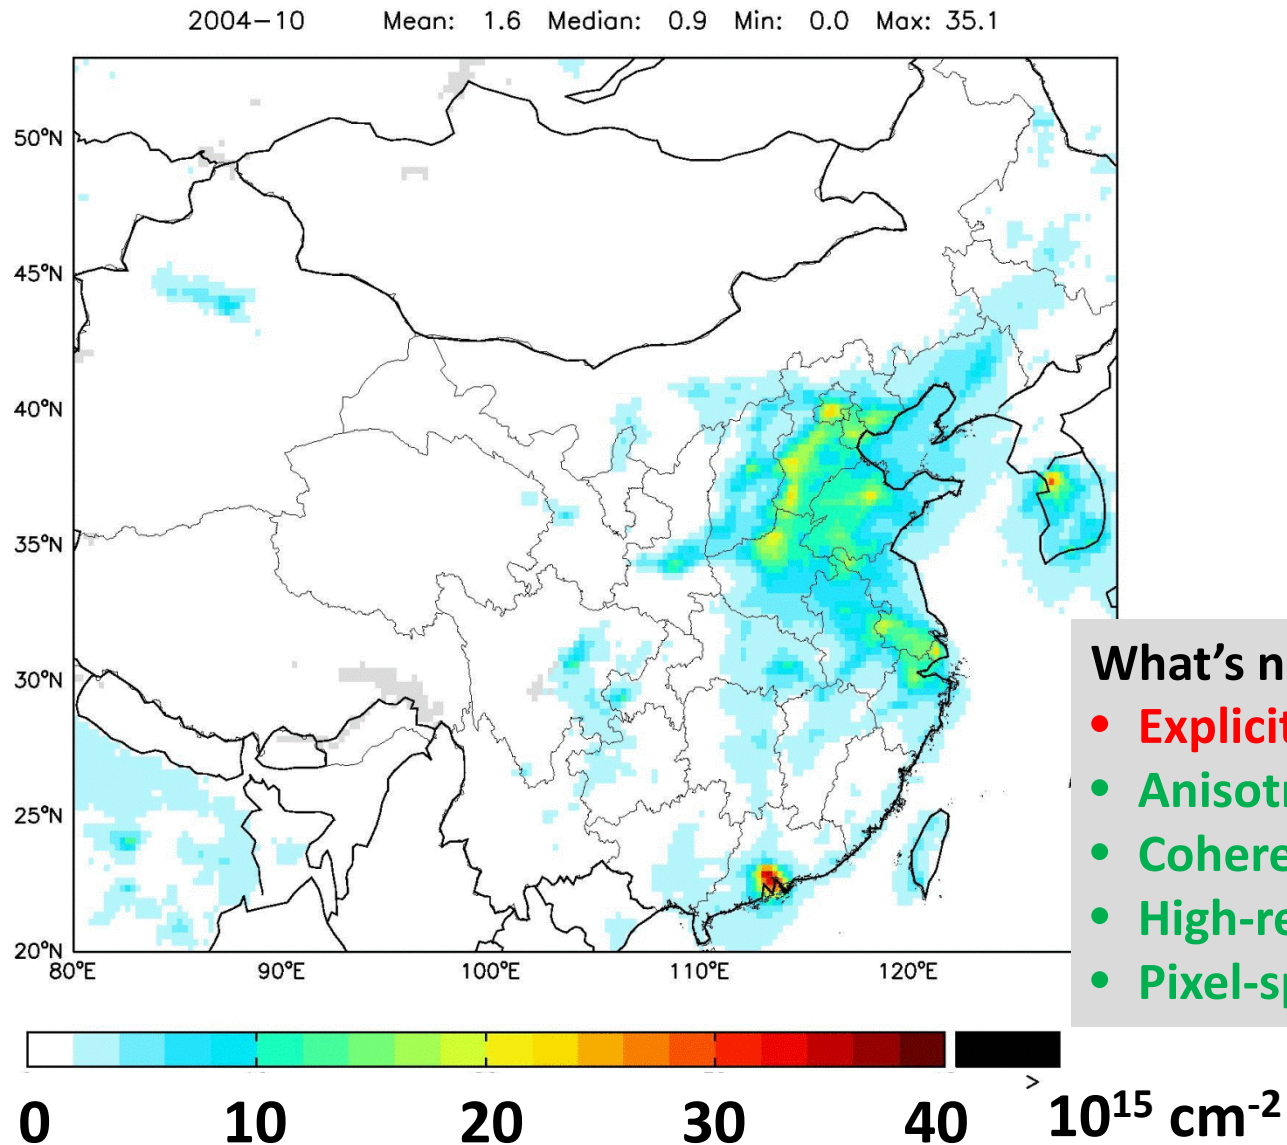 2004-10 Mean: 1.6 Median: 0.9 Min: 0.0 Max: 35.1
50°N
45°N
40°N
35°N
30°N
25°N
20°N
80°E 90°E 100°E 110°E 120°E
What's n
• Explicit
• Anisotr
• Cohere
• High-re
• Pixel-sp
>
0 10 20 30 40 10¹⁵ cm⁻²